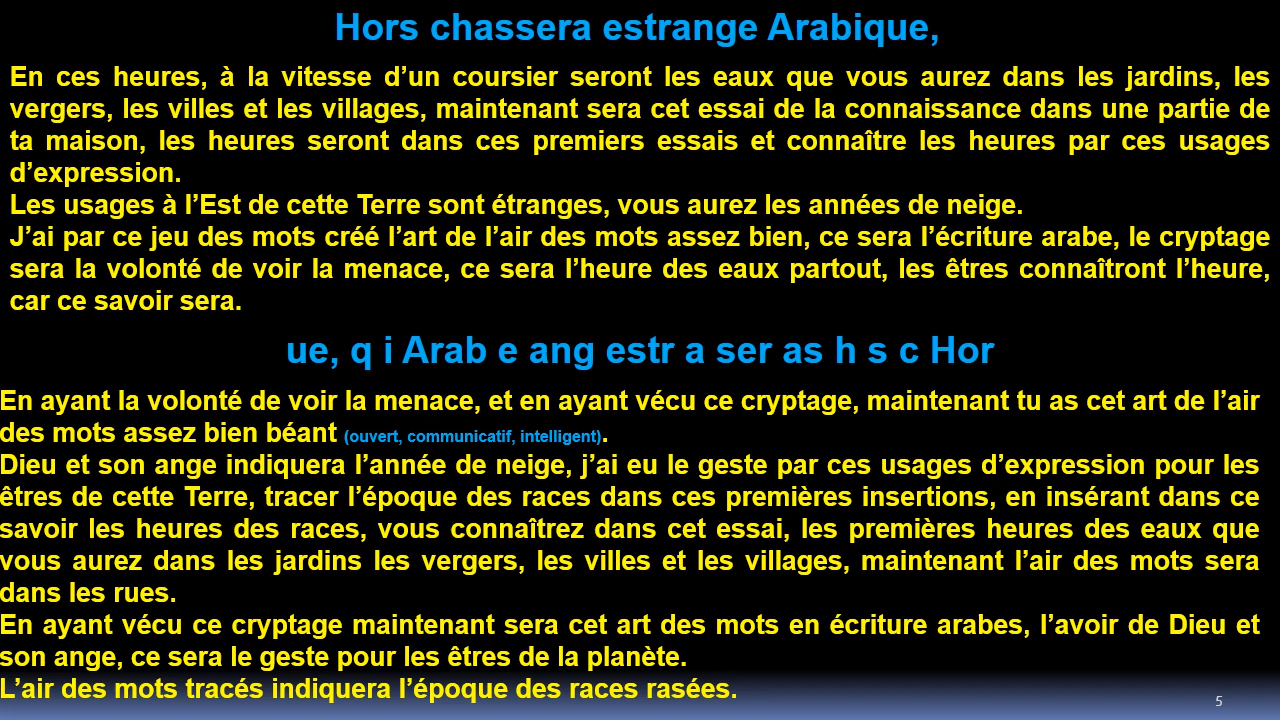 Hors chassera estrange Arabique,
En ces heures, à la vitesse d’un coursier seront les eaux que vous aurez dans les jardins, les
vergers, les villes et les villages, maintenant sera cet essai de la connaissance dans une partie de
ta maison, les heures seront dans ces premiers essais et connaître les heures par ces usages
d’expression.
Les usages à l’Est de cette Terre sont étranges, vous aurez les années de neige.
J’ai par ce jeu des mots créé l’art de l’air des mots assez bien, ce sera l’écriture arabe, le cryptage
sera la volonté de voir la menace, ce sera l’heure des eaux partout, les êtres connaîtront l’heure,
car ce savoir sera.
ue, q i Arab e ang estr a ser as h s c Hor
En ayant la volonté de voir la menace, et en ayant vécu ce cryptage, maintenant tu as cet art de l’air
des mots assez bien béant (ouvert, communicatif, intelligent).
Dieu et son ange indiquera l’année de neige, j’ai eu le geste par ces usages d’expression pour les
êtres de cette Terre, tracer l’époque des races dans ces premières insertions, en insérant dans ce
savoir les heures des races, vous connaîtrez dans cet essai, les premières heures des eaux que
vous aurez dans les jardins les vergers, les villes et les villages, maintenant l’air des mots sera
dans les rues.
En ayant vécu ce cryptage maintenant sera cet art des mots en écriture arabes, l’avoir de Dieu et
son ange, ce sera le geste pour les êtres de la planète.
L’air des mots tracés indiquera l’époque des races rasées.
5